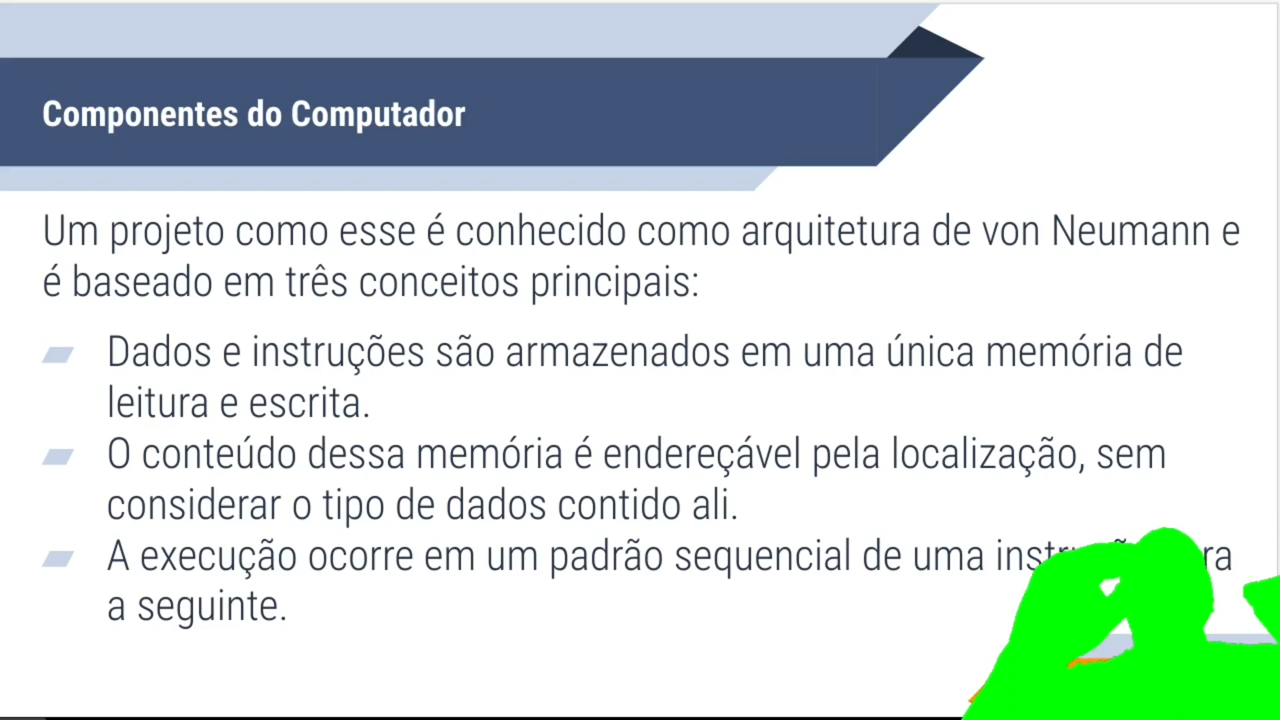 Componentes do Computador
Um projeto como esse é conhecido como arquitetura de von Neumann e
é baseado em três conceitos principais:
Dados e instruções são armazenados em uma única memória de
leitura e escrita.
O conteúdo dessa memória é endereçável pela localização, sem
considerar o tipo de dados contido ali.
A execução ocorre em um padrão sequencial de uma
a seguinte.